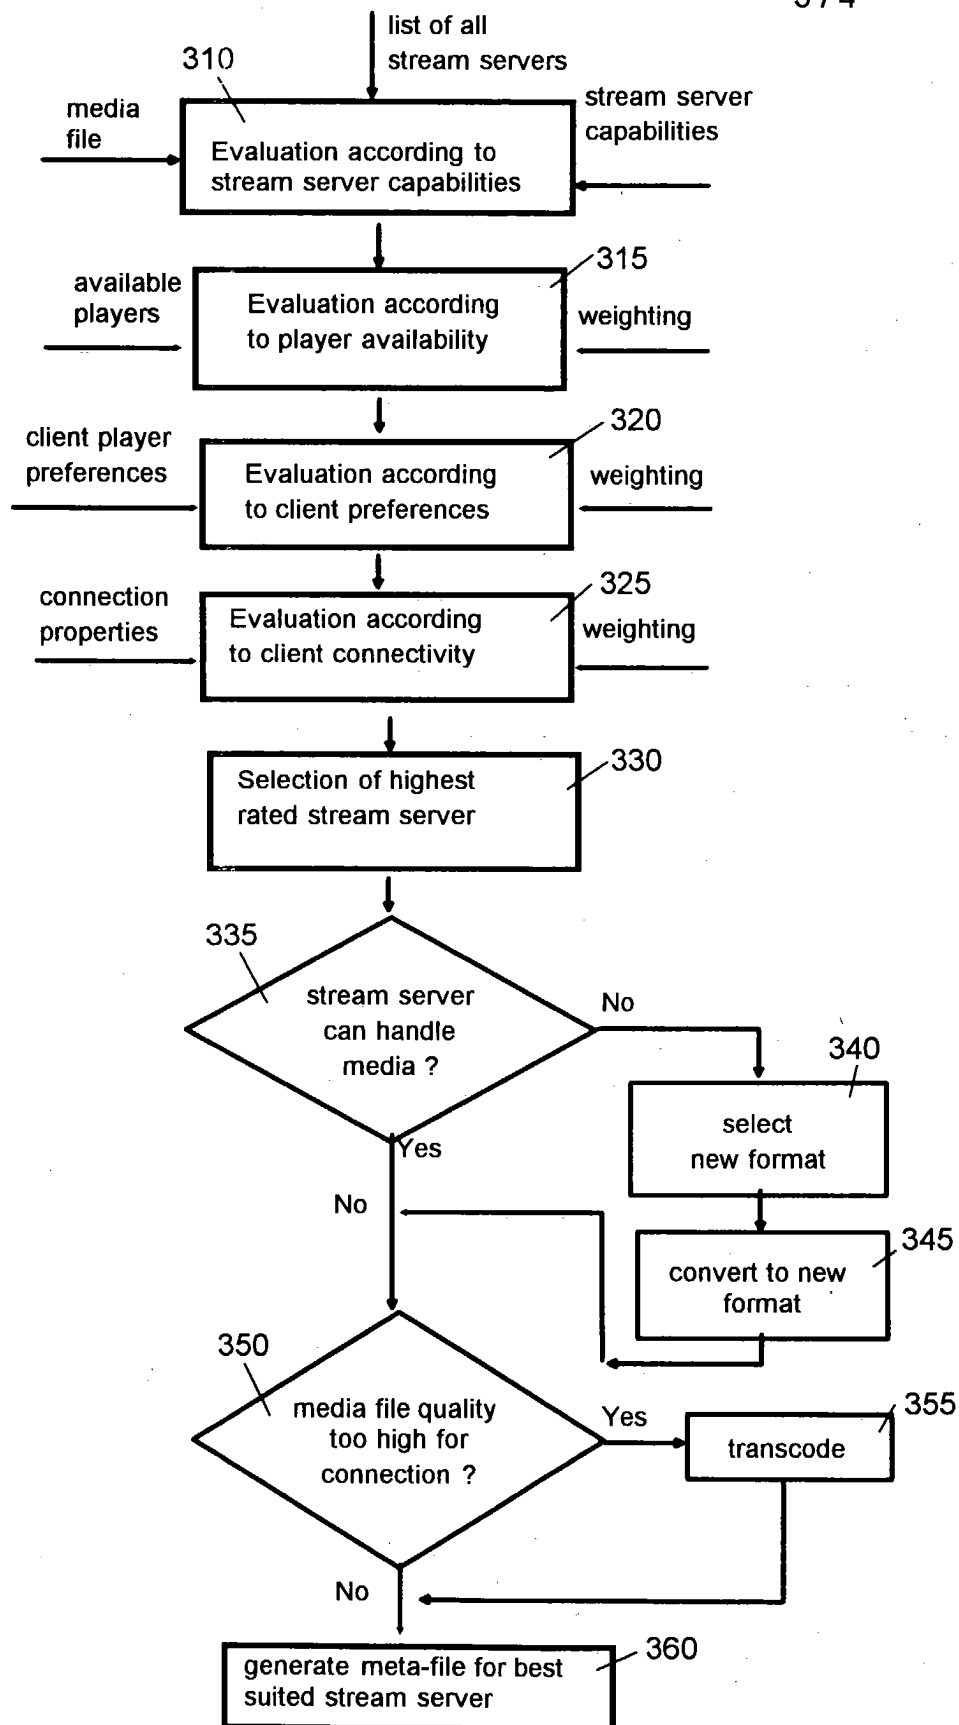 3 / 4
list of all
stream servers
310
media
file
stream server
capabilities
Evaluation according to
stream server capabilities
315
available
players
Evaluation according
to player availability
weighting
320
client player
preferences
Evaluation according
to client preferences
weighting
325
connection
properties
Evaluation according
to client connectivity
weighting
330
Selection of highest
rated stream server
335
stream server
can handle
media ?
No
340
select
new format
Yes
No
345
convert to new
format
350
media file quality
too high for
connection ?
Yes
355
transcode
No
360
generate meta-file for best
suited stream server